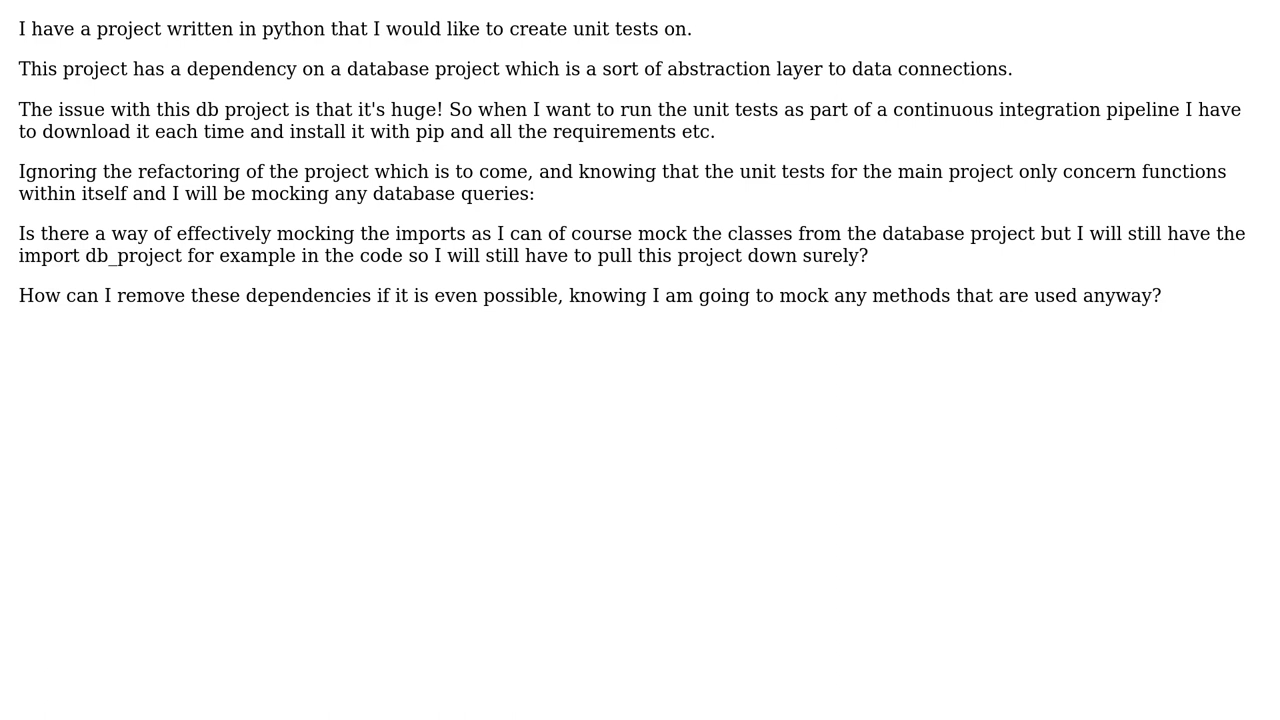 I have a project written in python that I would like to create unit tests on.
This project has a dependency on a database project which is a sort of abstraction layer to data connections.
The issue with this db project is that it's huge! So when I want to run the unit tests as part of a continuous integration pipeline I have
to download it each time and install it with pip and all the requirements etc.
Ignoring the refactoring of the project which is to come, and knowing that the unit tests for the main project only concern functions
within itself and I will be mocking any database queries:
Is there a way of effectively mocking the imports as I can of course mock the classes from the database project but I will still have the
import db_project for example in the code so I will still have to pull this project down surely?
How can I remove these dependencies if it is even possible, knowing I am going to mock any methods that are used anyway?